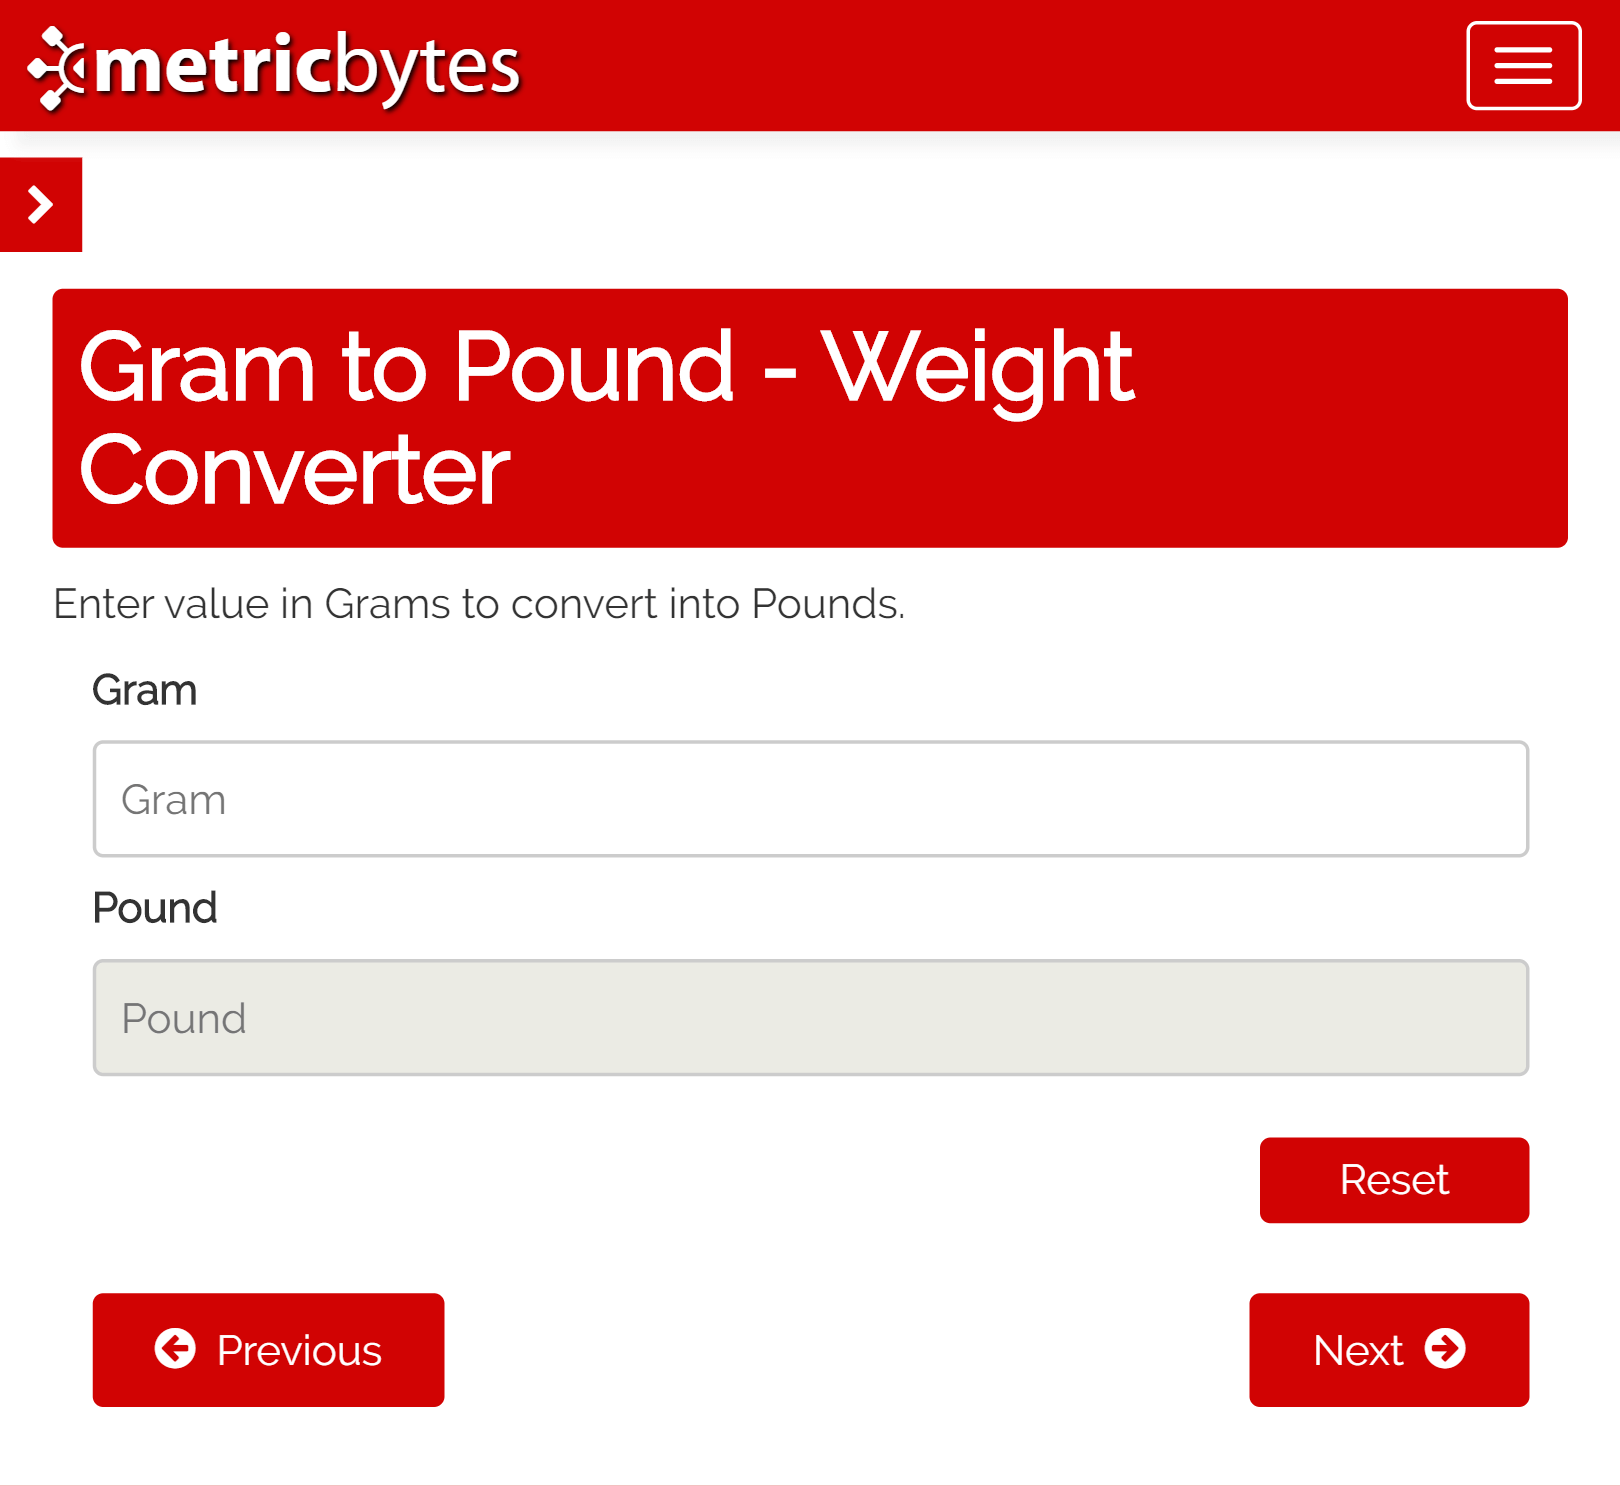 metricbytes
Gram to Pound - Weight
Converter
Enter value in Grams to convert into Pounds.
Gram
Gram
Pound
Pound
Reset
Previous
Next